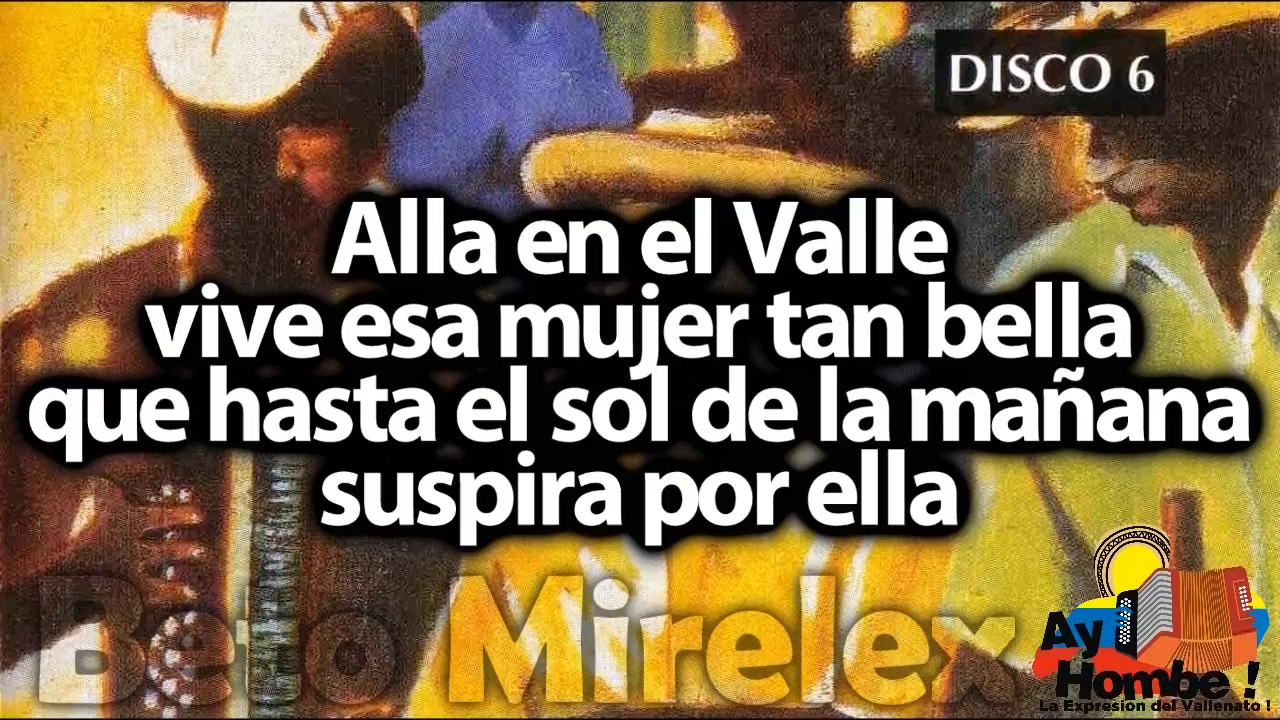 DISCO 6
Alla en el Valle
vive esa mujer tan bella
que hasta el sol de la mañana
suspira por ella
Beto Mirelex
Ay
Hombe !
La Expresion del Vallenato !